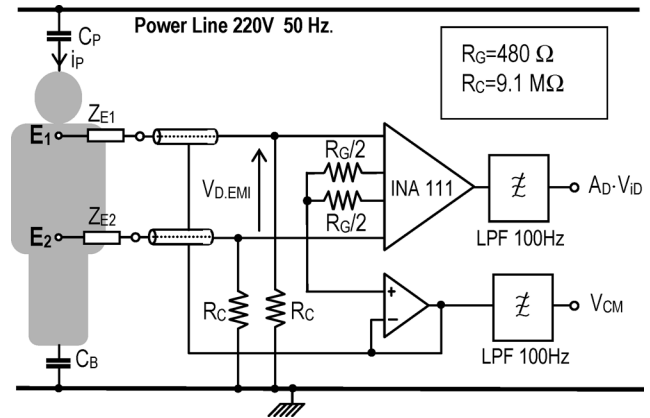 Power Line 220V 50 Hz.
CP
iP
RG=480 Ω
RC=9.1 MΩ
ZE1
E1
RG/2
VD.EMI
INA 111
AD·ViD
RG/2
LPF 100Hz
ZE2
E2
+
−
RC
RC
VCM
LPF 100Hz
CB